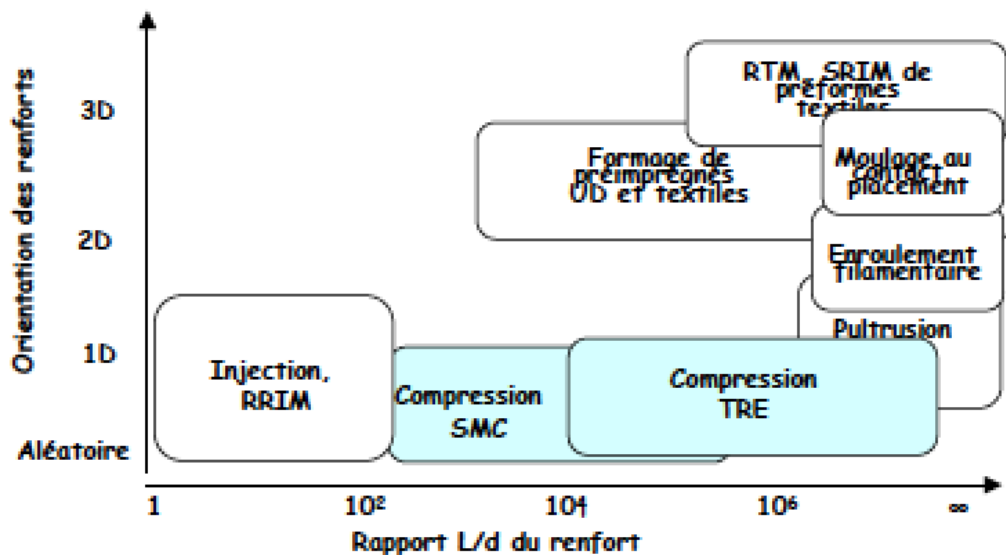 Orientation des renforts
3D
2D
1D
Aléatoire
RTM, SRIM de
préformes
textiles
Formage de
préimprégnés
UD et textiles
Moulage au
contact,
placement
Enroulement
filamentaire
Pultrusion
Injection,
RRIM
Compression
SMC
Compression
TRE
1
10²
10⁴
10⁶
∞
Rapport L/d du renfort